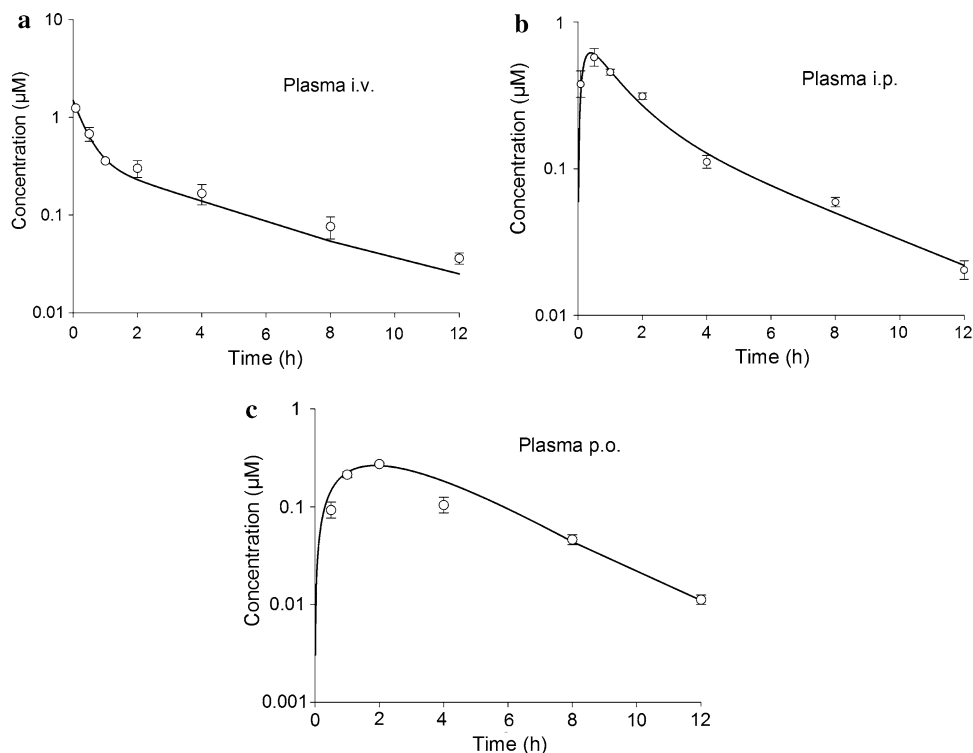 a
10
1
0.1
0.01
Concentration (µM)
Plasma i.v.
0 2 4 6 8 10 12
Time (h)
b
1
0.1
0.01
Concentration (µM)
Plasma i.p.
0 2 4 6 8 10 12
Time (h)
c
1
0.1
0.01
0.001
Concentration (µM)
Plasma p.o.
0 2 4 6 8 10 12
Time (h)